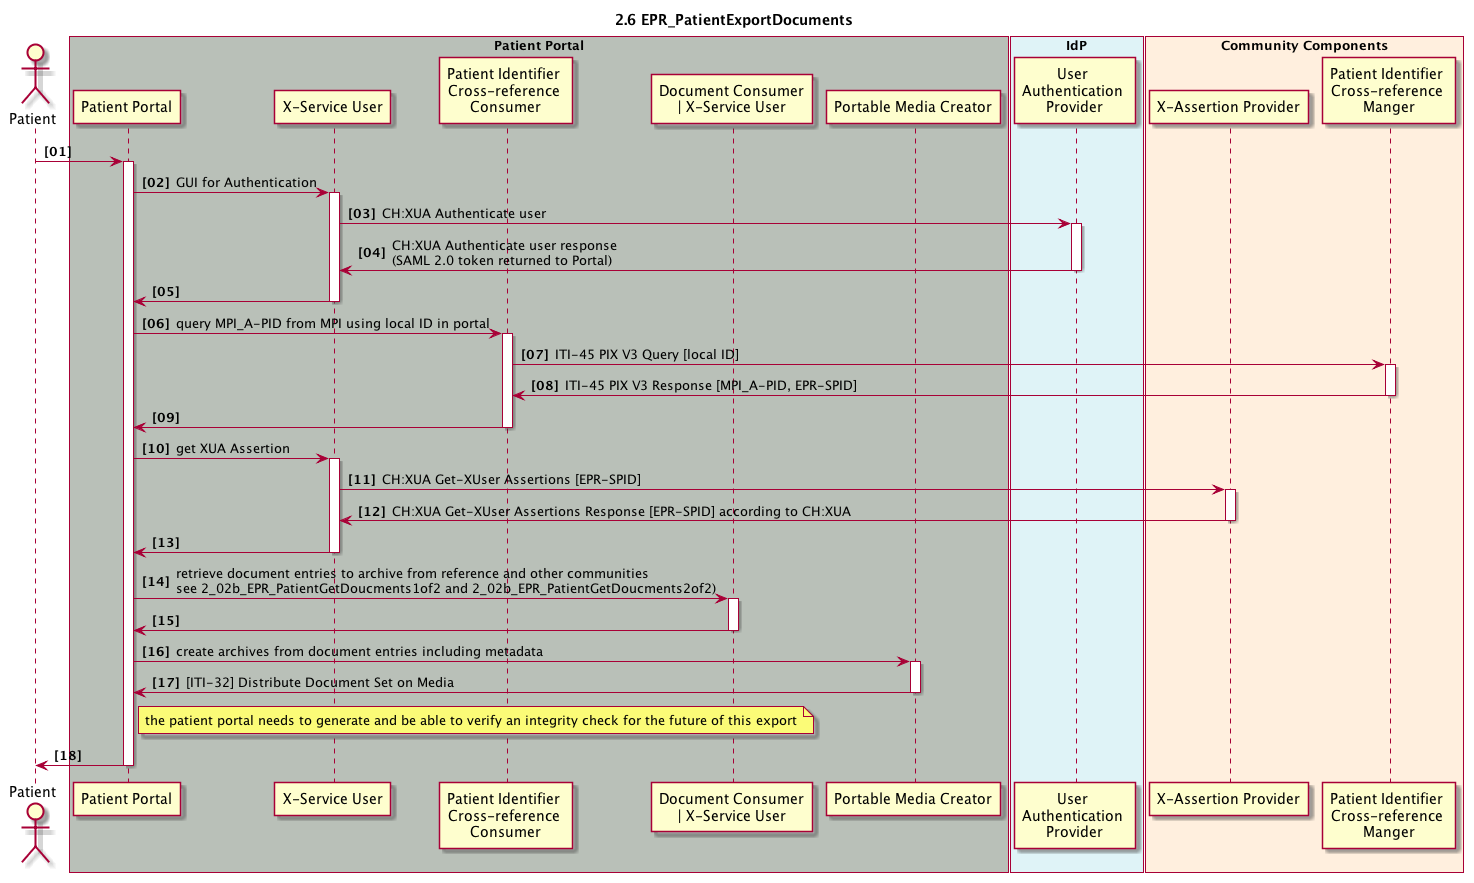 2.6 EPR_PatientExportDocuments
Patient Portal
IdP
Community Components
Patient
Patient Portal
X-Service User
Patient Identifier
Cross-reference
Consumer
Document Consumer
| X-Service User
Portable Media Creator
User
Authentication
Provider
X-Assertion Provider
Patient Identifier
Cross-reference
Manger
[01]
[02] GUI for Authentication
[03] CH:XUA Authenticate user
[04] CH:XUA Authenticate user response
(SAML 2.0 token returned to Portal)
[05]
[06] query MPI_A-PID from MPI using local ID in portal
[07] ITI-45 PIX V3 Query [local ID]
[08] ITI-45 PIX V3 Response [MPI_A-PID, EPR-SPID]
[09]
[10] get XUA Assertion
[11] CH:XUA Get-XUser Assertions [EPR-SPID]
[12] CH:XUA Get-XUser Assertions Response [EPR-SPID] according to CH:XUA
[13]
[14] retrieve document entries to archive from reference and other communities
see 2_02b_EPR_PatientGetDoucments1of2 and 2_02b_EPR_PatientGetDoucments2of2)
[15]
[16] create archives from document entries including metadata
[17] [ITI-32] Distribute Document Set on Media
the patient portal needs to generate and be able to verify an integrity check for the future of this export
[18]
Patient
Patient Portal
X-Service User
Patient Identifier
Cross-reference
Consumer
Document Consumer
| X-Service User
Portable Media Creator
User
Authentication
Provider
X-Assertion Provider
Patient Identifier
Cross-reference
Manger